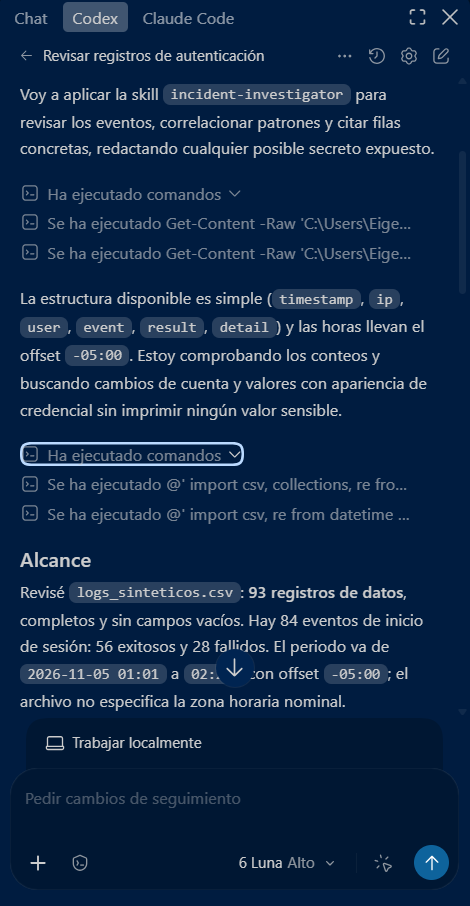 Chat Codex Claude Code
Revisar registros de autenticación
Voy a aplicar la skill incident-investigator para
revisar los eventos, correlacionar patrones y citar filas
concretas, redactando cualquier posible secreto expuesto.
Ha ejecutado comandos
Se ha ejecutado Get-Content -Raw 'C:\Users\Eige...
Se ha ejecutado Get-Content -Raw 'C:\Users\Eige...
La estructura disponible es simple ( timestamp , ip ,
user , event , result , detail ) y las horas llevan el
offset -05:00 . Estoy comprobando los conteos y
buscando cambios de cuenta y valores con apariencia de
credencial sin imprimir ningún valor sensible.
Ha ejecutado comandos
Se ha ejecutado @' import csv, collections, re fro...
Se ha ejecutado @' import csv, re from datetime ...
Alcance
Revisé logs_sinteticos.csv : 93 registros de datos,
completos y sin campos vacíos. Hay 84 eventos de inicio
de sesión: 56 exitosos y 28 fallidos. El periodo va de
2026-11-05 01:01 a 02: con offset -05:00 ; el
archivo no especifica la zona horaria nominal.
Trabajar localmente
Pedir cambios de seguimiento
6 Luna Alto